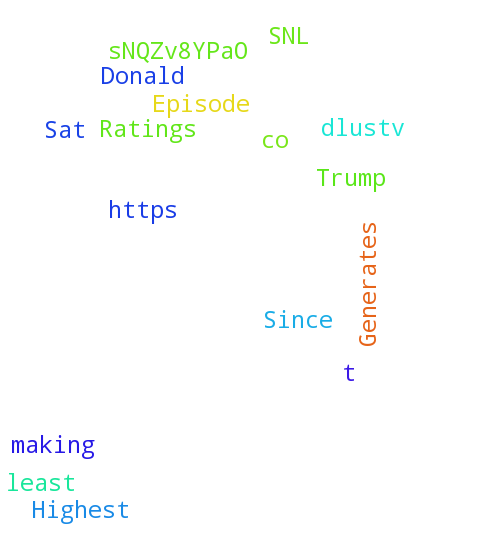 SNL
sNQZv8YPaO
Donald
Episode
Sat Ratings dlustv
co
Trump
https
Generates
Since
t
making
least
Highest